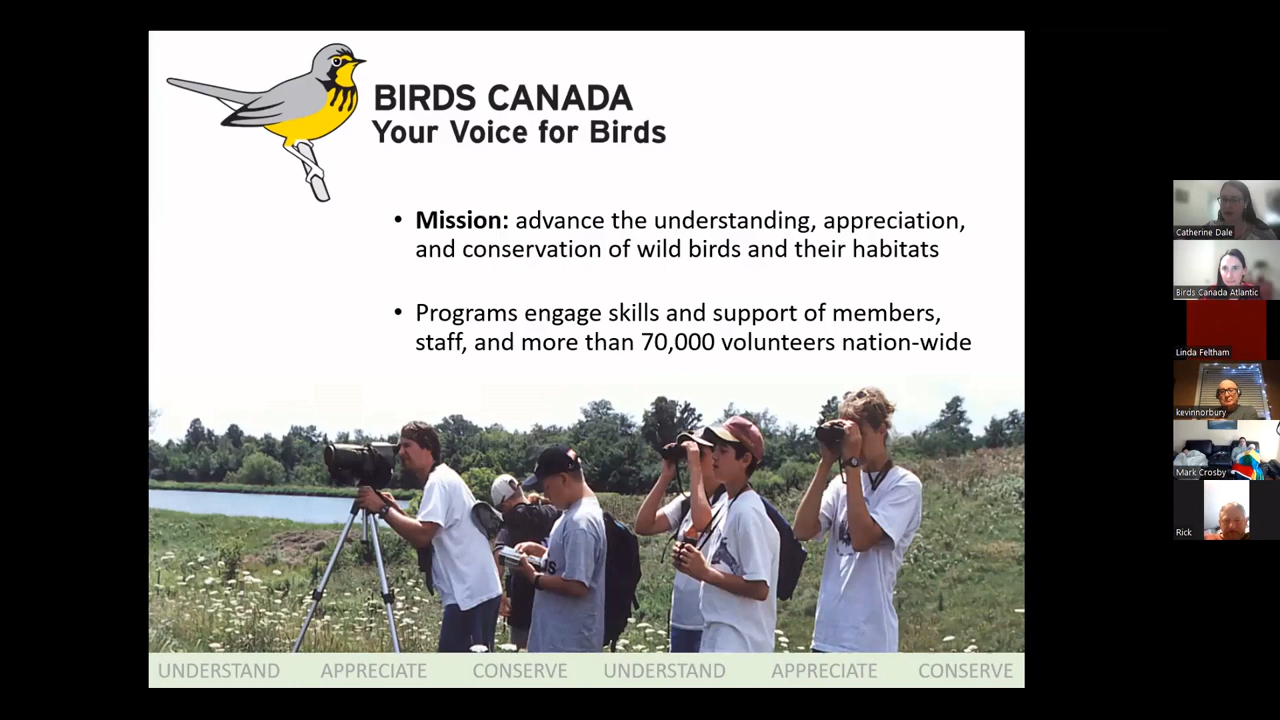 BIRDS CANADA
Your Voice for Birds
• Mission: advance the understanding, appreciation,
and conservation of wild birds and their habitats
• Programs engage skills and support of members,
staff, and more than 70,000 volunteers nation-wide
UNDERSTAND APPRECIATE CONSERVE UNDERSTAND APPRECIATE CONSERVE
Catherine Dale
Birds Canada Atlantic
Linda Feltham
kevinnorbury
Mark Crosby
Rick